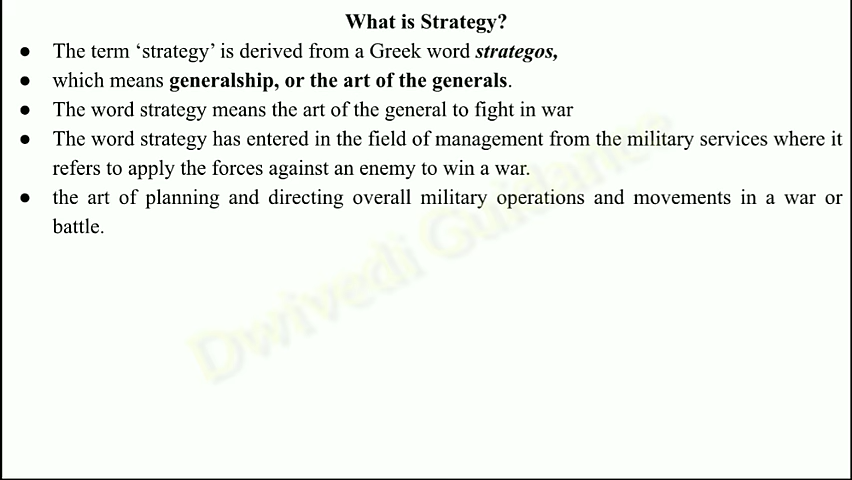 What is Strategy?
● The term ‘strategy’ is derived from a Greek word strategos,
● which means generalship, or the art of the generals.
● The word strategy means the art of the general to fight in war
● The word strategy has entered in the field of management from the military services where it
refers to apply the forces against an enemy to win a war.
● the art of planning and directing overall military operations and movements in a war or
battle.
Dwivedi Guidance